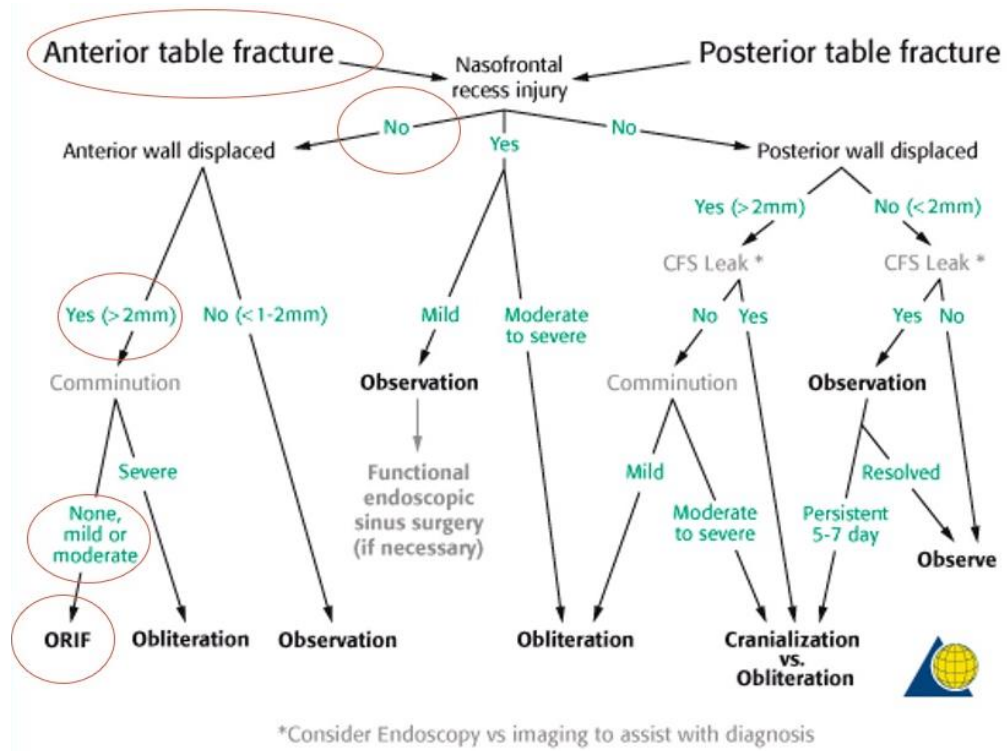 Anterior table fracture
Nasofrontal
recess injury
Posterior table fracture
No
Yes
No
Anterior wall displaced
Posterior wall displaced
Yes (>2mm)
No (<2mm)
CFS Leak *
CFS Leak *
Yes (>2mm)
No (<1-2mm)
Mild
Moderate
to severe
No
Yes
Yes
No
Comminution
Observation
Comminution
Observation
Severe
Functional
endoscopic
sinus surgery
(if necessary)
Mild
Resolved
None,
mild or
moderate
Moderate
to severe
Persistent
5-7 day
Observe
ORIF
Obliteration
Observation
Obliteration
Cranialization
vs.
Obliteration
*Consider Endoscopy vs imaging to assist with diagnosis